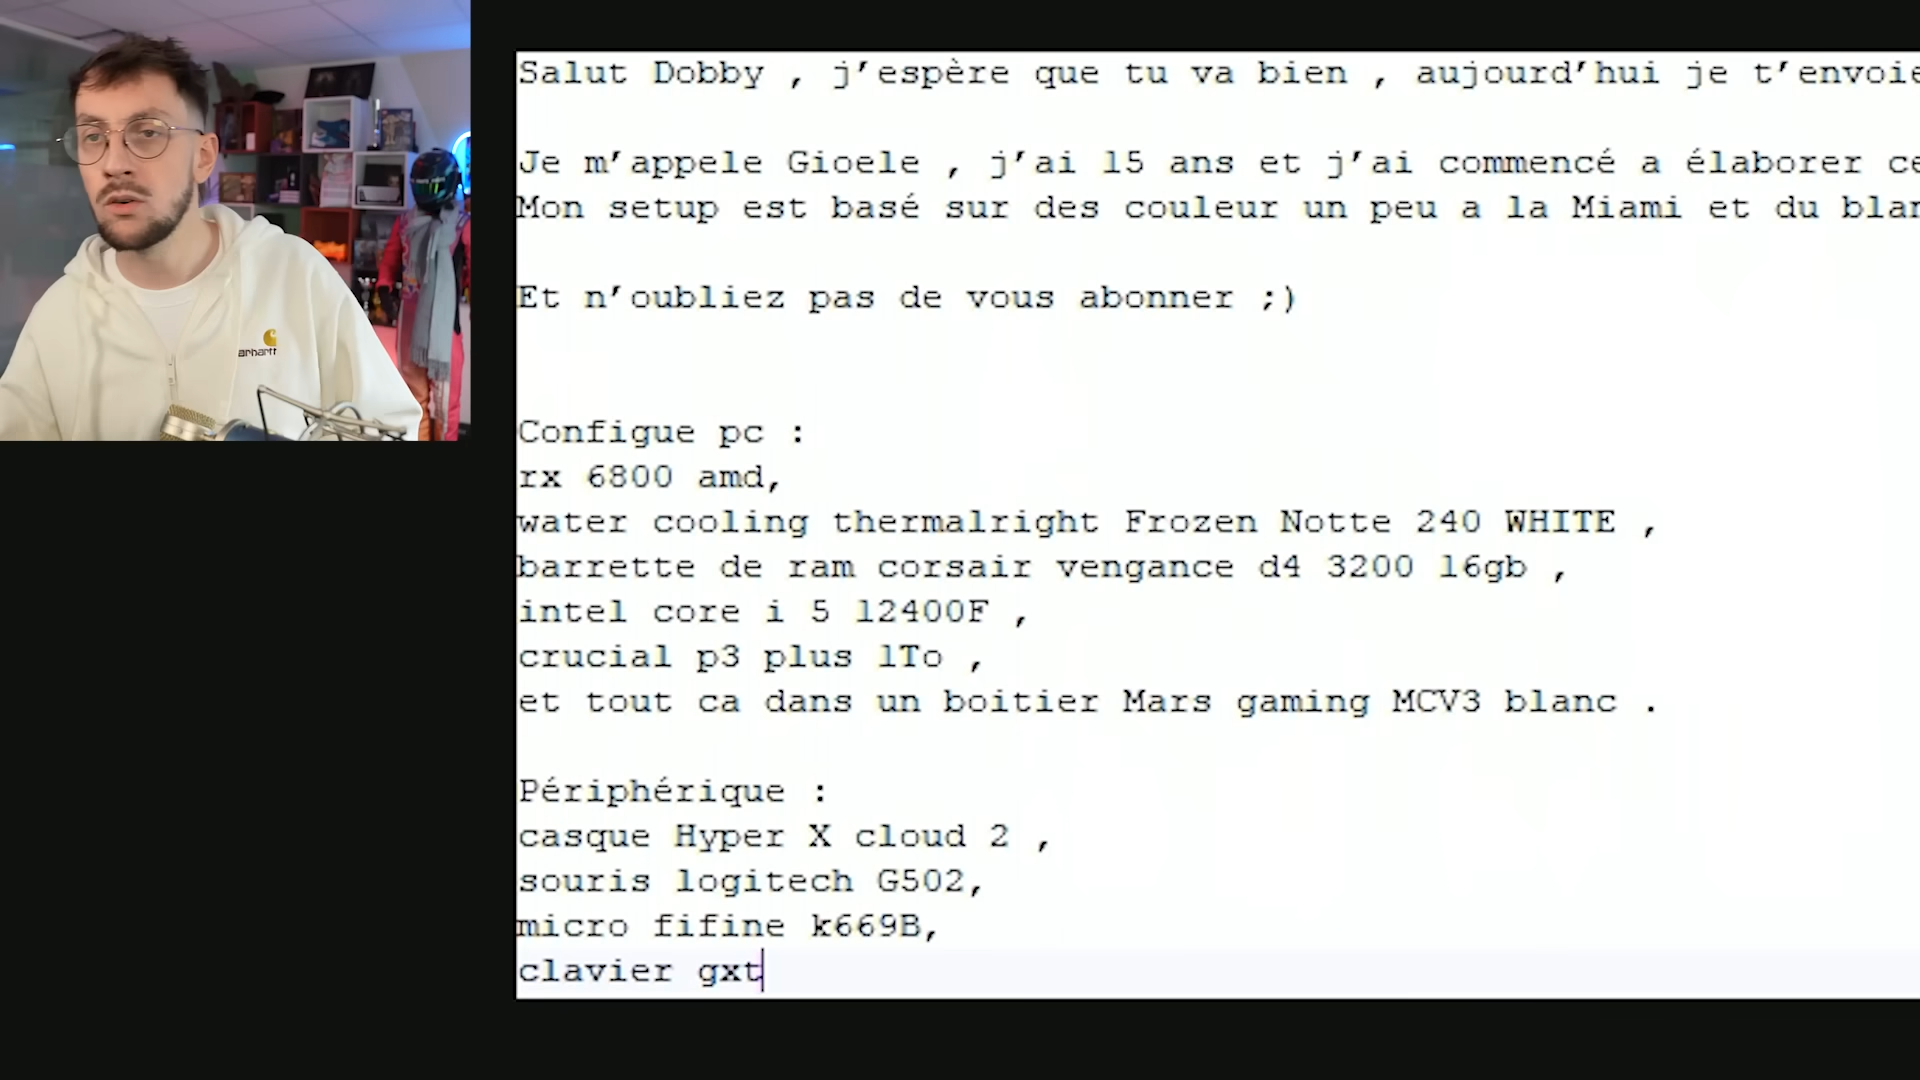 Salut Dobby , j'espère que tu va bien , aujourd'hui je t'envoie
Je m'appele Gioele , j'ai 15 ans et j'ai commencé a élaborer ce
Mon setup est basé sur des couleur un peu a la Miami et du blan
Et n'oubliez pas de vous abonner ;)
Configue pc :
rx 6800 amd,
water cooling thermalright Frozen Notte 240 WHITE ,
barrette de ram corsair vengance d4 3200 16gb ,
intel core i 5 12400F ,
crucial p3 plus 1To ,
et tout ca dans un boitier Mars gaming MCV3 blanc .
Périphérique :
casque Hyper X cloud 2 ,
souris logitech G502,
micro fifine k669B,
clavier gxt
arhartt